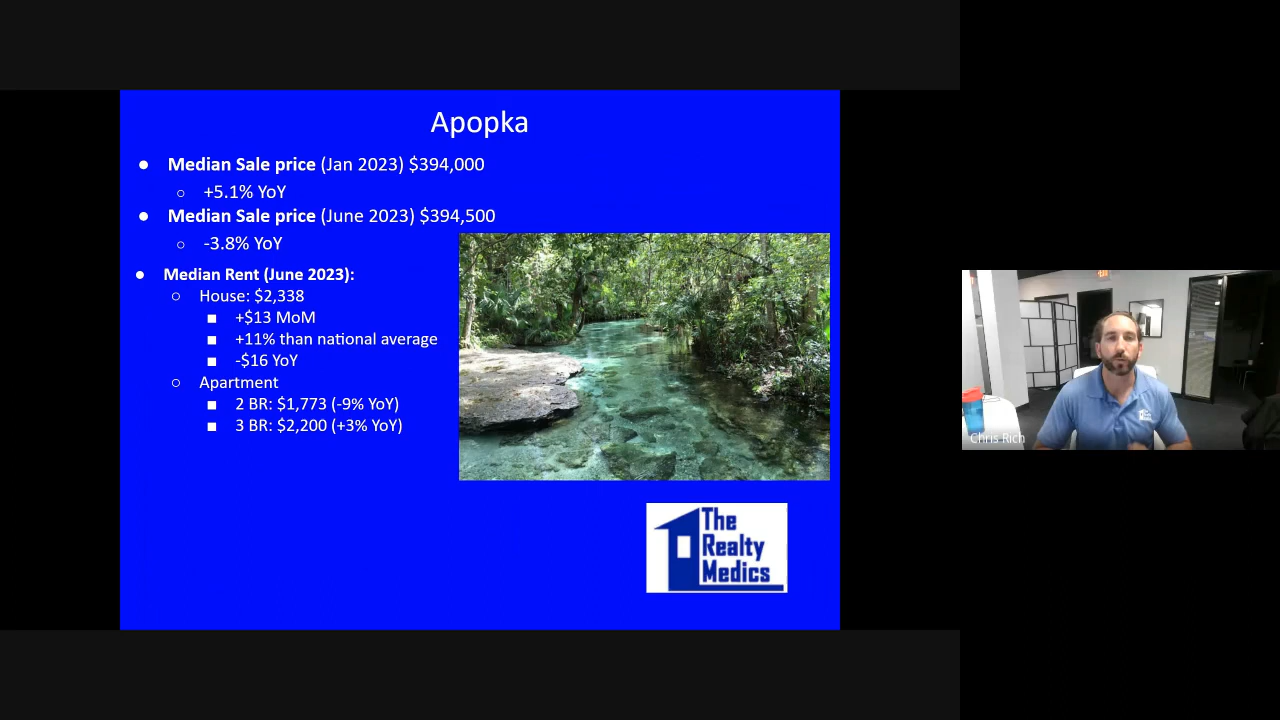 Apopka
● Median Sale price (Jan 2023) $394,000
○ +5.1% YoY
● Median Sale price (June 2023) $394,500
○ -3.8% YoY
● Median Rent (June 2023):
○ House: $2,338
■ +$13 MoM
■ +11% than national average
■ -$16 YoY
○ Apartment
■ 2 BR: $1,773 (-9% YoY)
■ 3 BR: $2,200 (+3% YoY)
The
Realty
Medics
Chris Rich